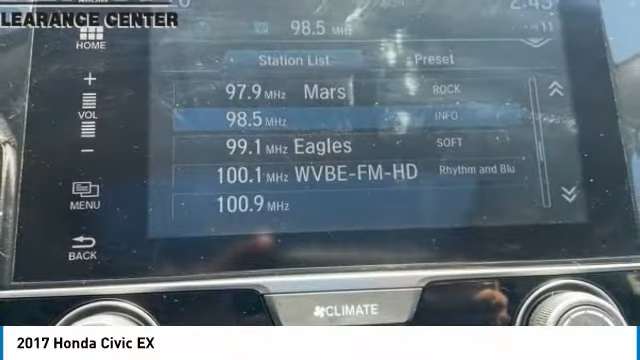 LEARANCE CENTER
2:45
HOME
98.5 MHz
Station List Preset
+
VOL
-
97.9 MHz Mars ROCK
98.5 MHz INFO
99.1 MHz Eagles SOFT
100.1 MHz WVBE-FM-HD Rhythm and Blu
100.9 MHz
MENU
BACK
CLIMATE
2017 Honda Civic EX